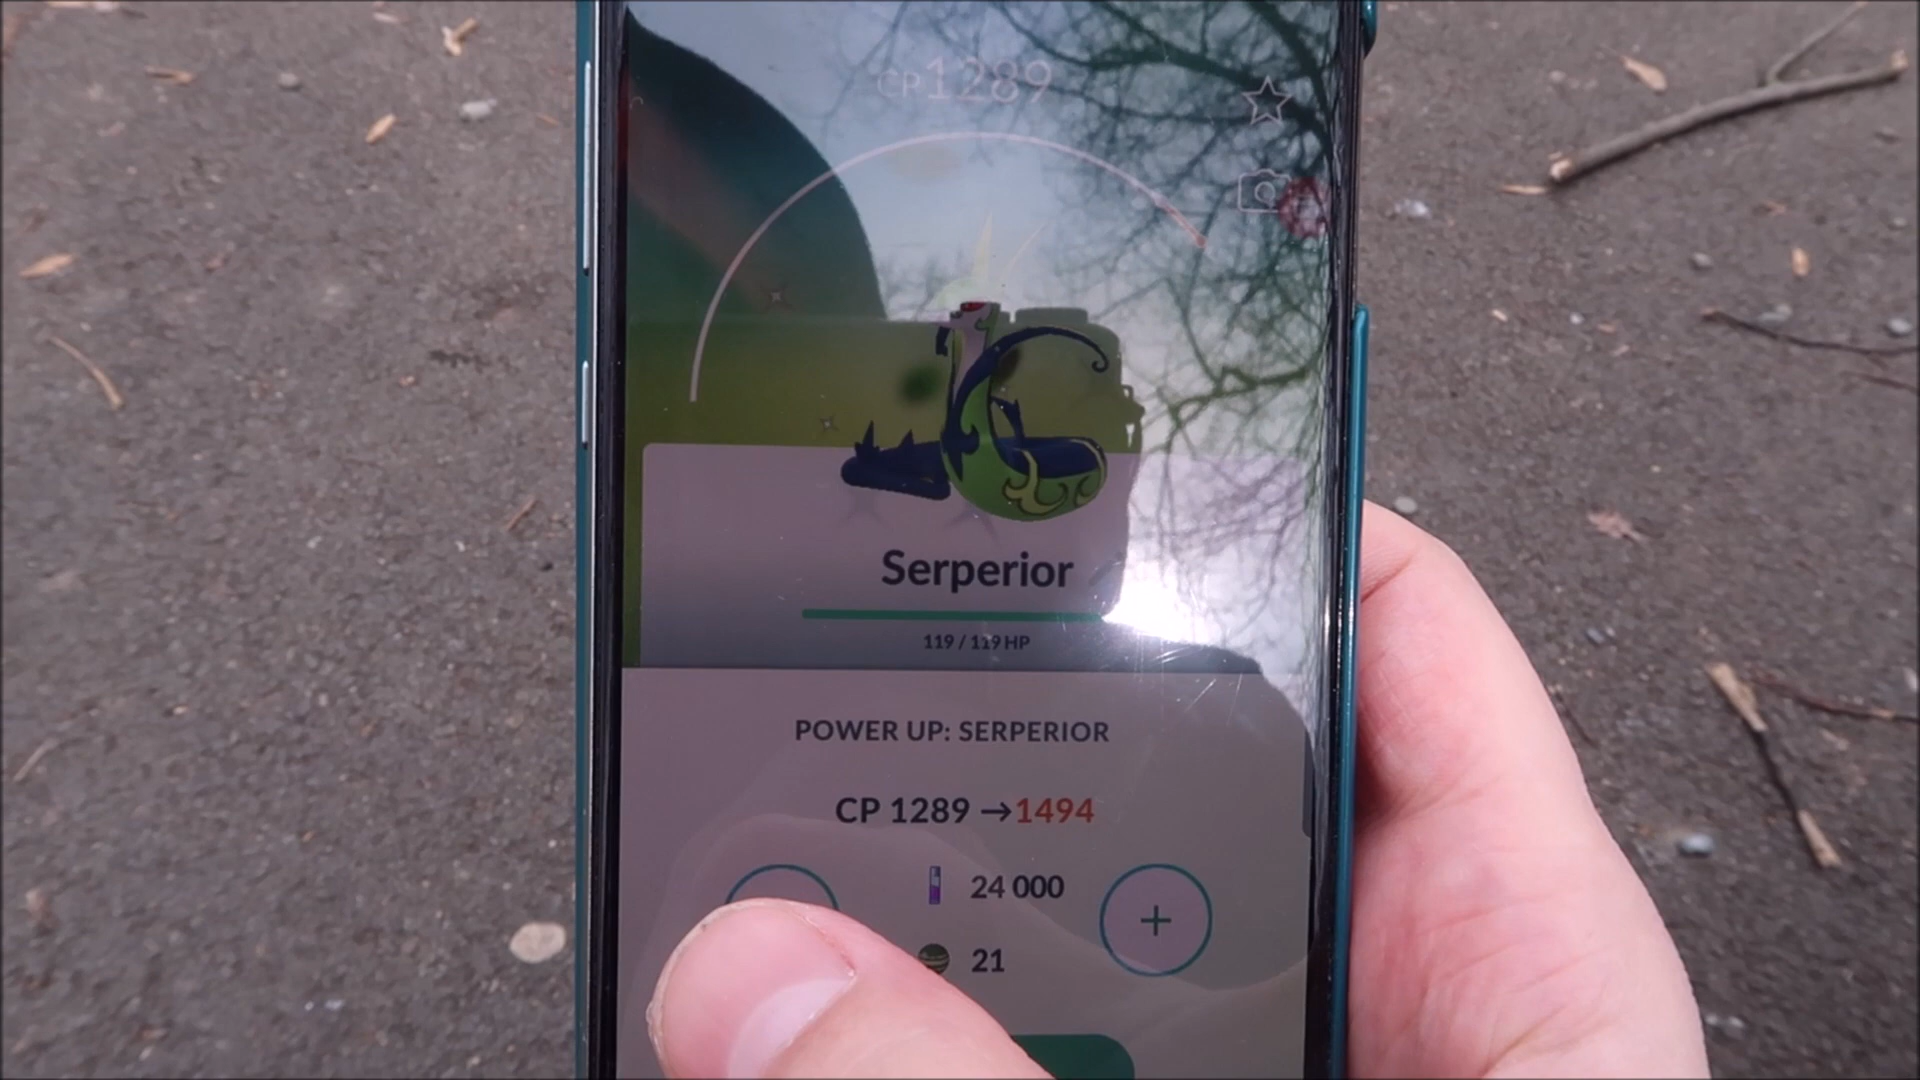 CP1289
Serperior
119 / 119 HP
POWER UP: SERPERIOR
CP 1289 →1494
24 000
21
+